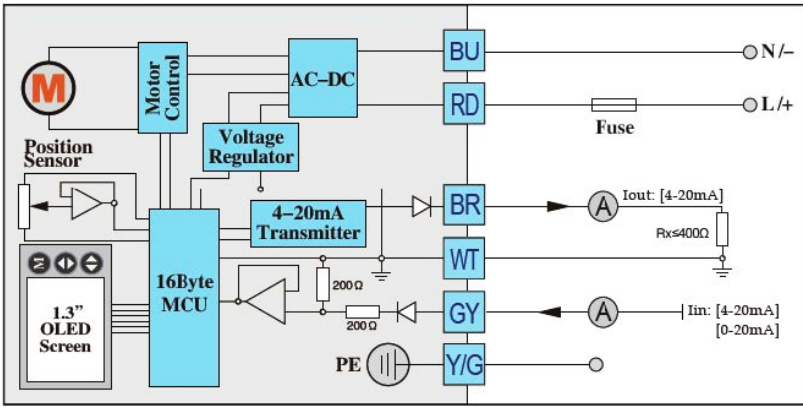 M
Motor
Control
AC-DC
BU
N/-
RD
L/+
Fuse
Voltage
Regulator
Position
Sensor
4-20mA
Transmitter
BR
A
Iout: [4-20mA]
Rx≤400Ω
16Byte
MCU
WT
M
1.3”
OLED
Screen
200Ω
200Ω
GY
A
Iin: [4-20mA]
[0-20mA]
PE
Y/G